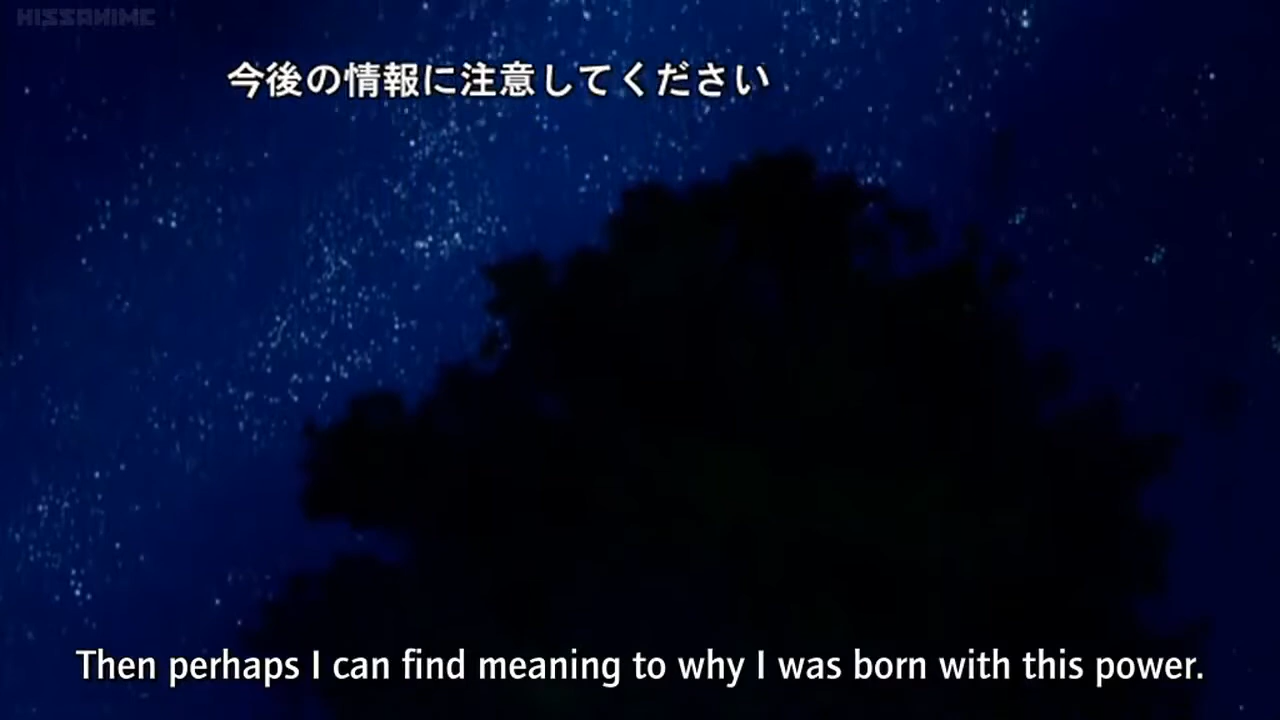 KISSANIME
今後の情報に注意してください
Then perhaps I can find meaning to why I was born with this power.